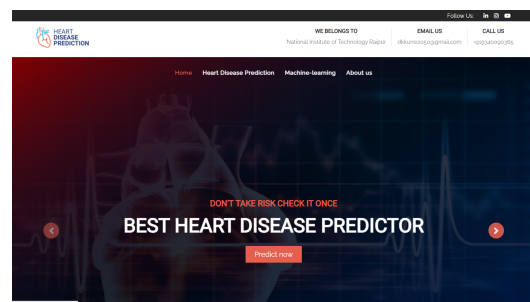 Follow Us:
HEART
DISEASE
PREDICTION
WE BELONGS TO
National Institute of Technology Raipur
EMAIL US
CALL US
Home Heart Disease Prediction Machine-learning About us
DON'T TAKE RISK CHECK IT ONCE
BEST HEART DISEASE PREDICTOR
Predict now